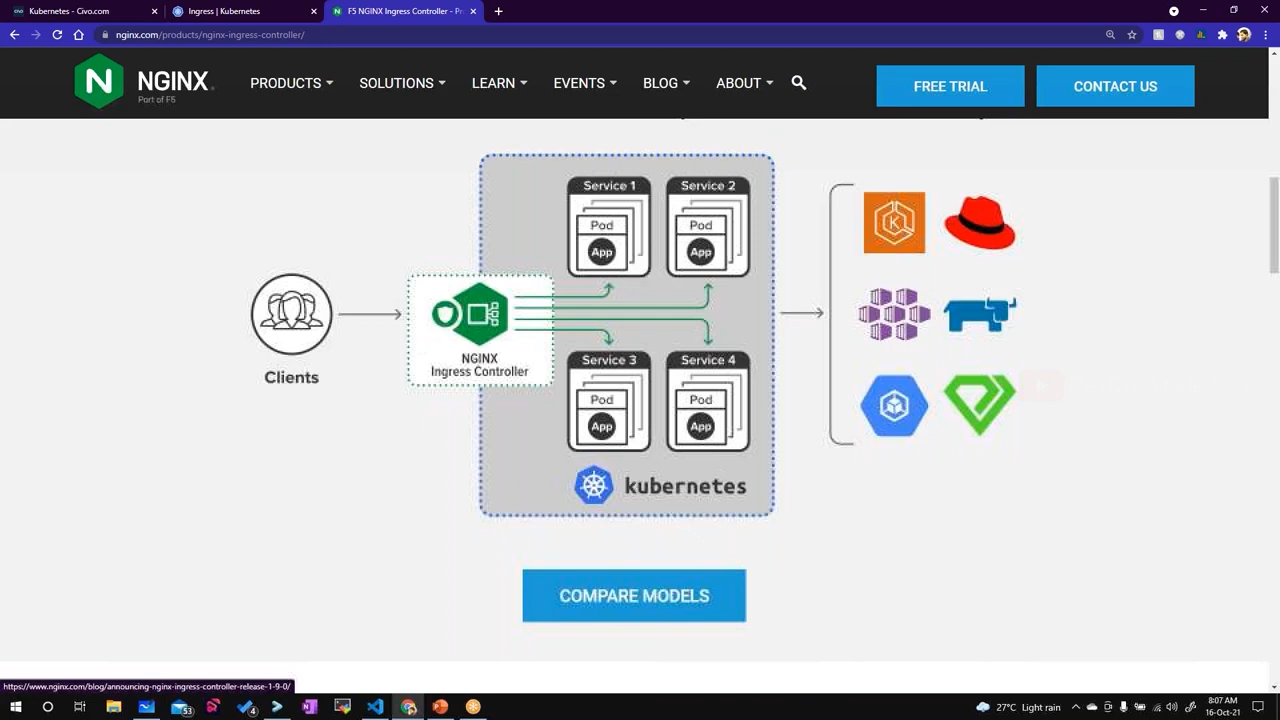 Kubernetes - Civo.com
Ingress | Kubernetes
F5 NGINX Ingress Controller - Pr
nginx.com/products/nginx-ingress-controller/
NGINX
Part of F5
PRODUCTS
SOLUTIONS
LEARN
EVENTS
BLOG
ABOUT
FREE TRIAL
CONTACT US
Service 1
Service 2
Pod
Pod
App
App
K
Clients
NGINX
Ingress Controller
Service 3
Service 4
Pod
Pod
App
App
kubernetes
COMPARE MODELS
https://www.nginx.com/blog/announcing-nginx-ingress-controller-release-1-9-0/
53
4
27°C Light rain
8:07 AM
16-Oct-21